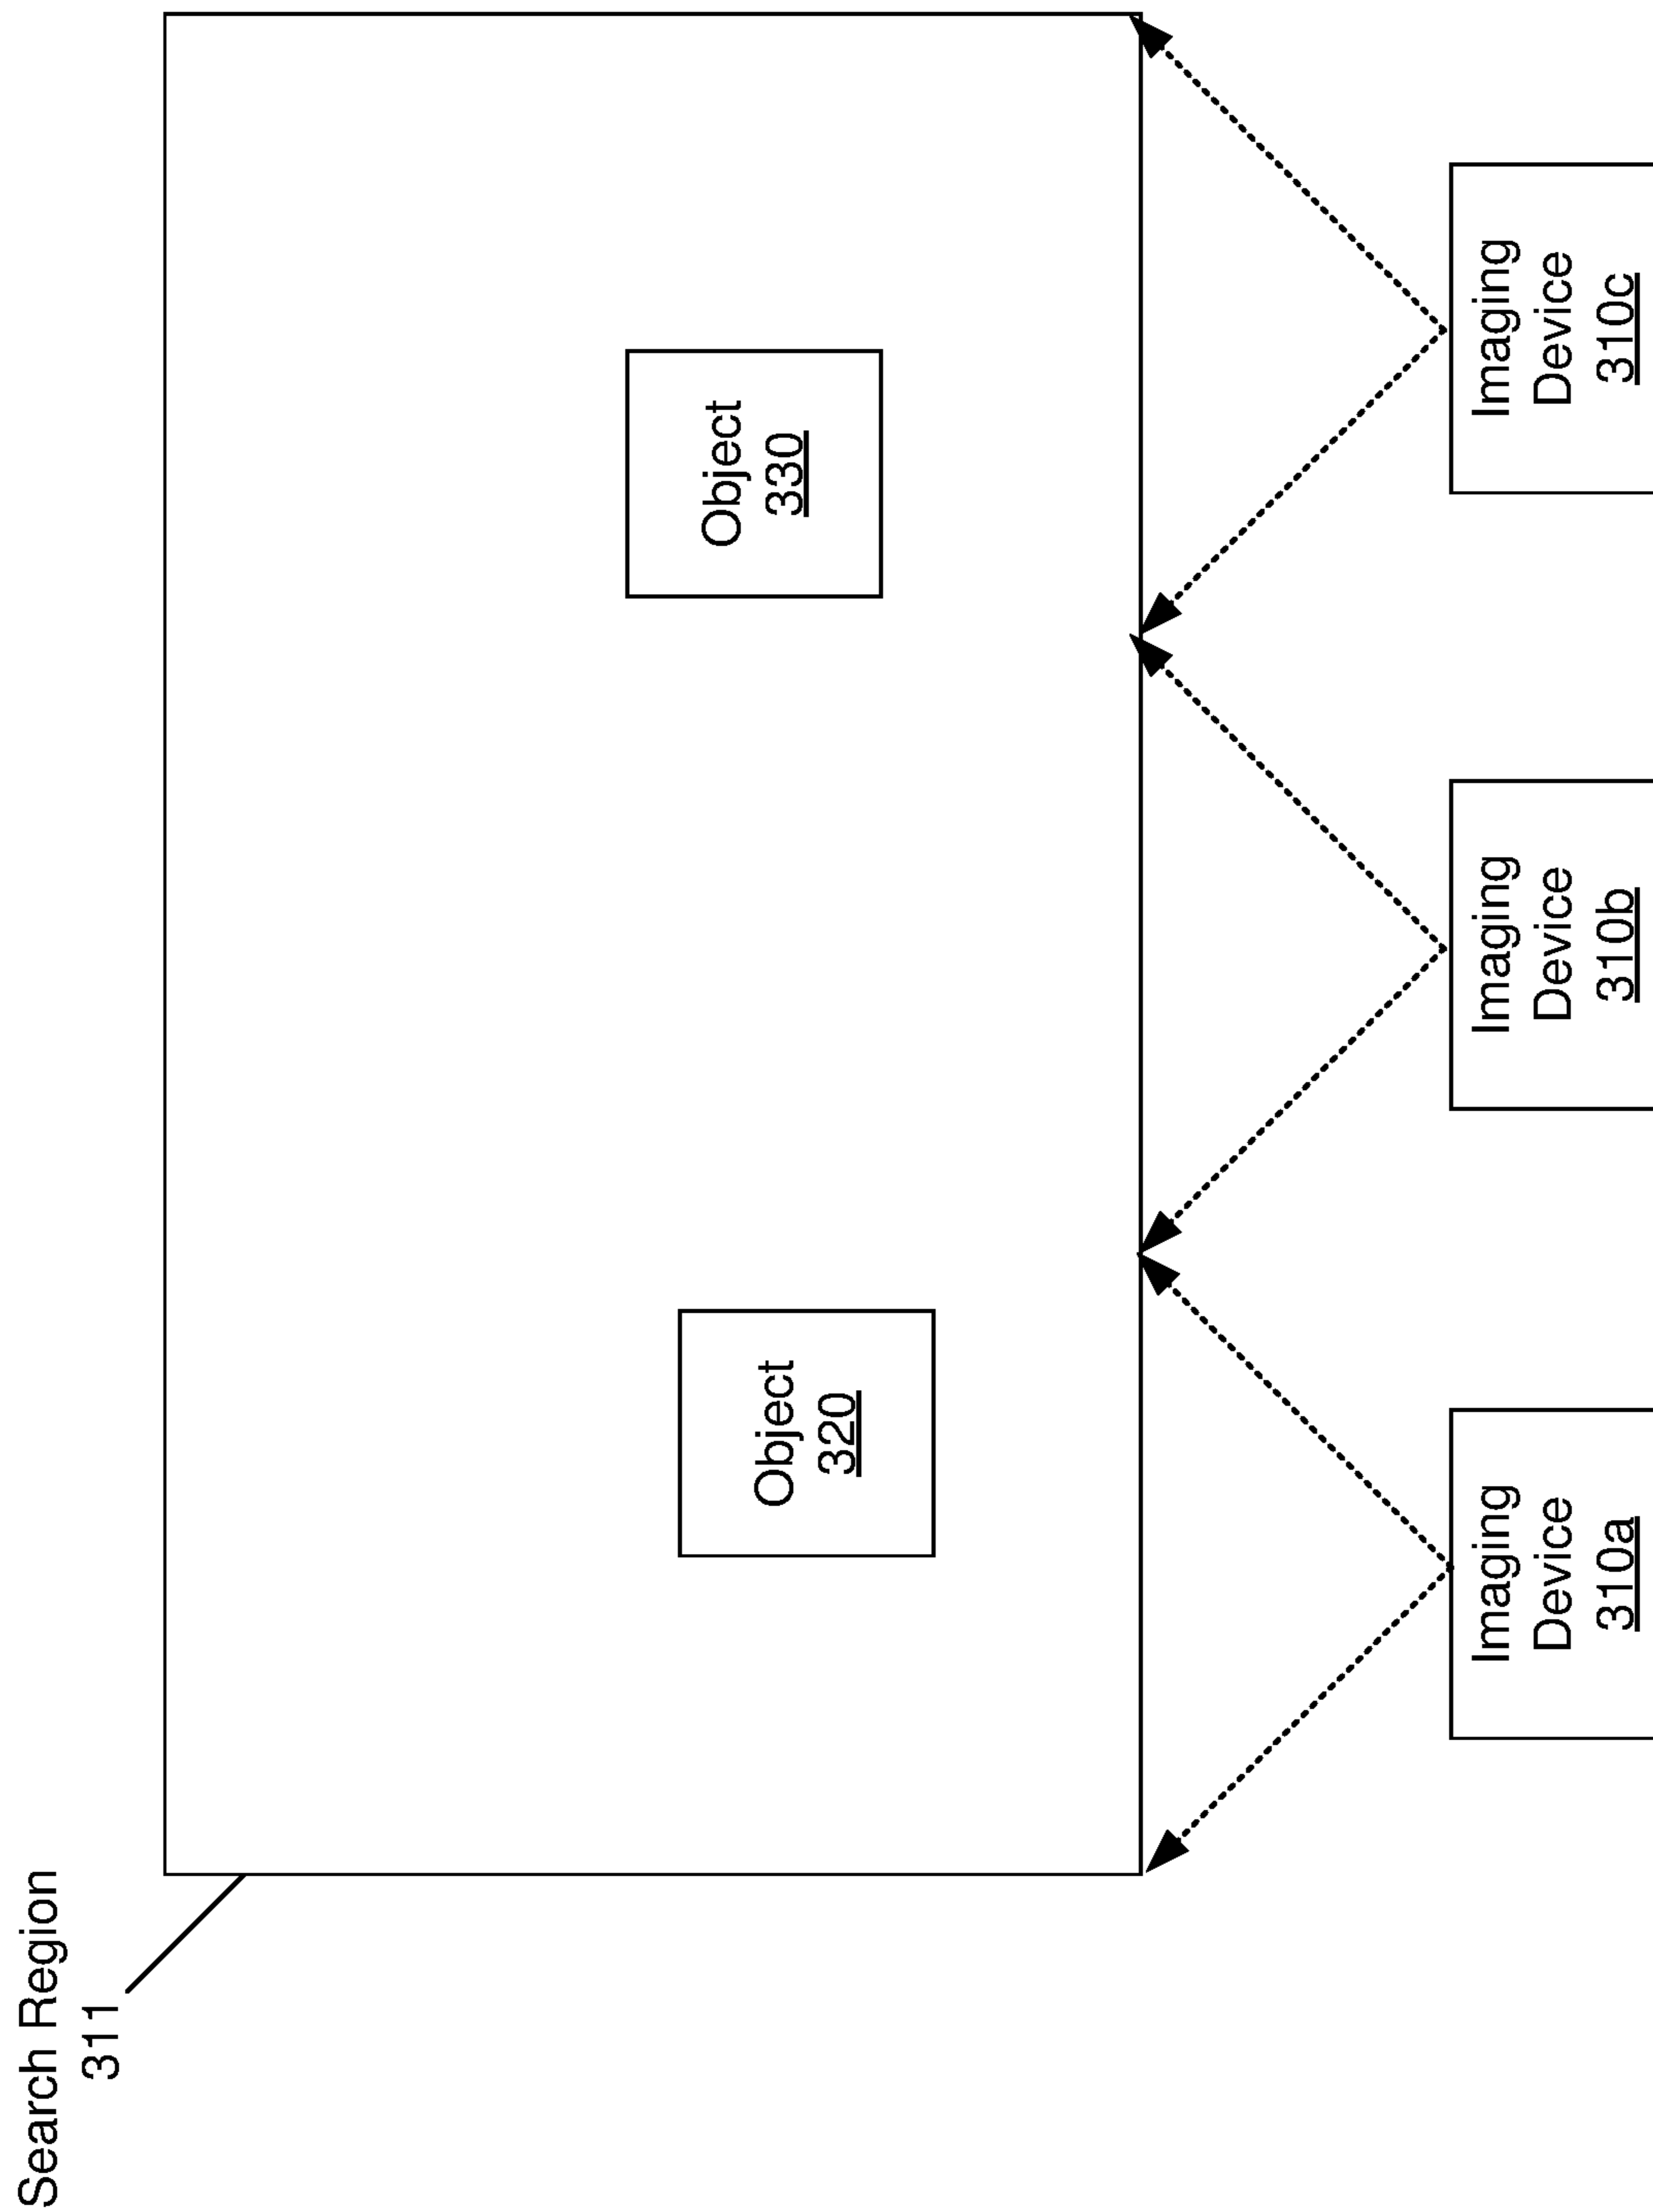 Search Region
311
Object
320
Object
330
Imaging
Device
310a
Imaging
Device
310b
Imaging
Device
310c